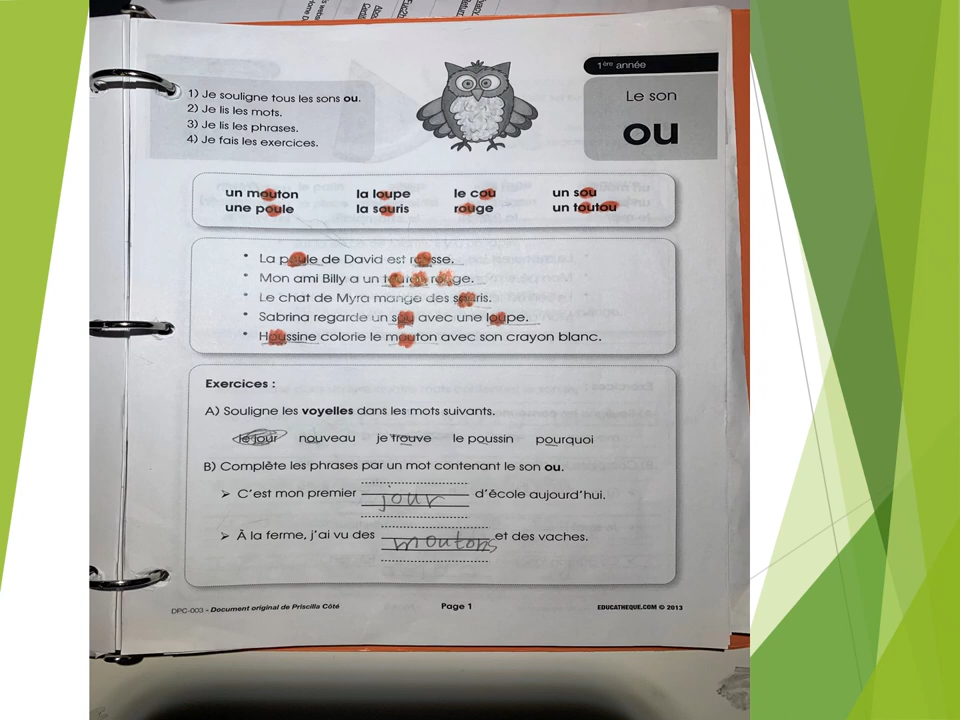 1ère année
Le son
ou
1) Je souligne tous les sons ou.
2) Je lis les mots.
3) Je lis les phrases.
4) Je fais les exercices.
un mouton la loupe le cou un sou
une poule la souris rouge un toutou
• La poule de David est rousse.
• Mon ami Billy a un toutou rouge.
• Le chat de Myra mange des souris.
• Sabrina regarde un sou avec une loupe.
• Houssine colorie le mouton avec son crayon blanc.
Exercices :
A) Souligne les voyelles dans les mots suivants.
le jour nouveau je trouve le poussin pourquoi
B) Complète les phrases par un mot contenant le son ou.
➢ C'est mon premier jour d'école aujourd'hui.
➢ À la ferme, j'ai vu des moutons et des vaches.
DPC-003 - Document original de Priscilla Côté Page 1 EDUCATHEQUE.COM © 2013